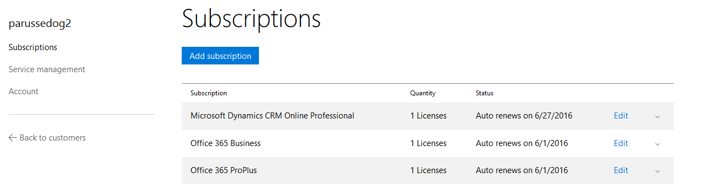 parussedog2
Subscriptions
Service management
Account
← Back to customers
Subscriptions
Add subscription
Subscription Quantity Status
Microsoft Dynamics CRM Online Professional 1 Licenses Auto renews on 6/27/2016 Edit
Office 365 Business 1 Licenses Auto renews on 6/1/2016 Edit
Office 365 ProPlus 1 Licenses Auto renews on 6/1/2016 Edit